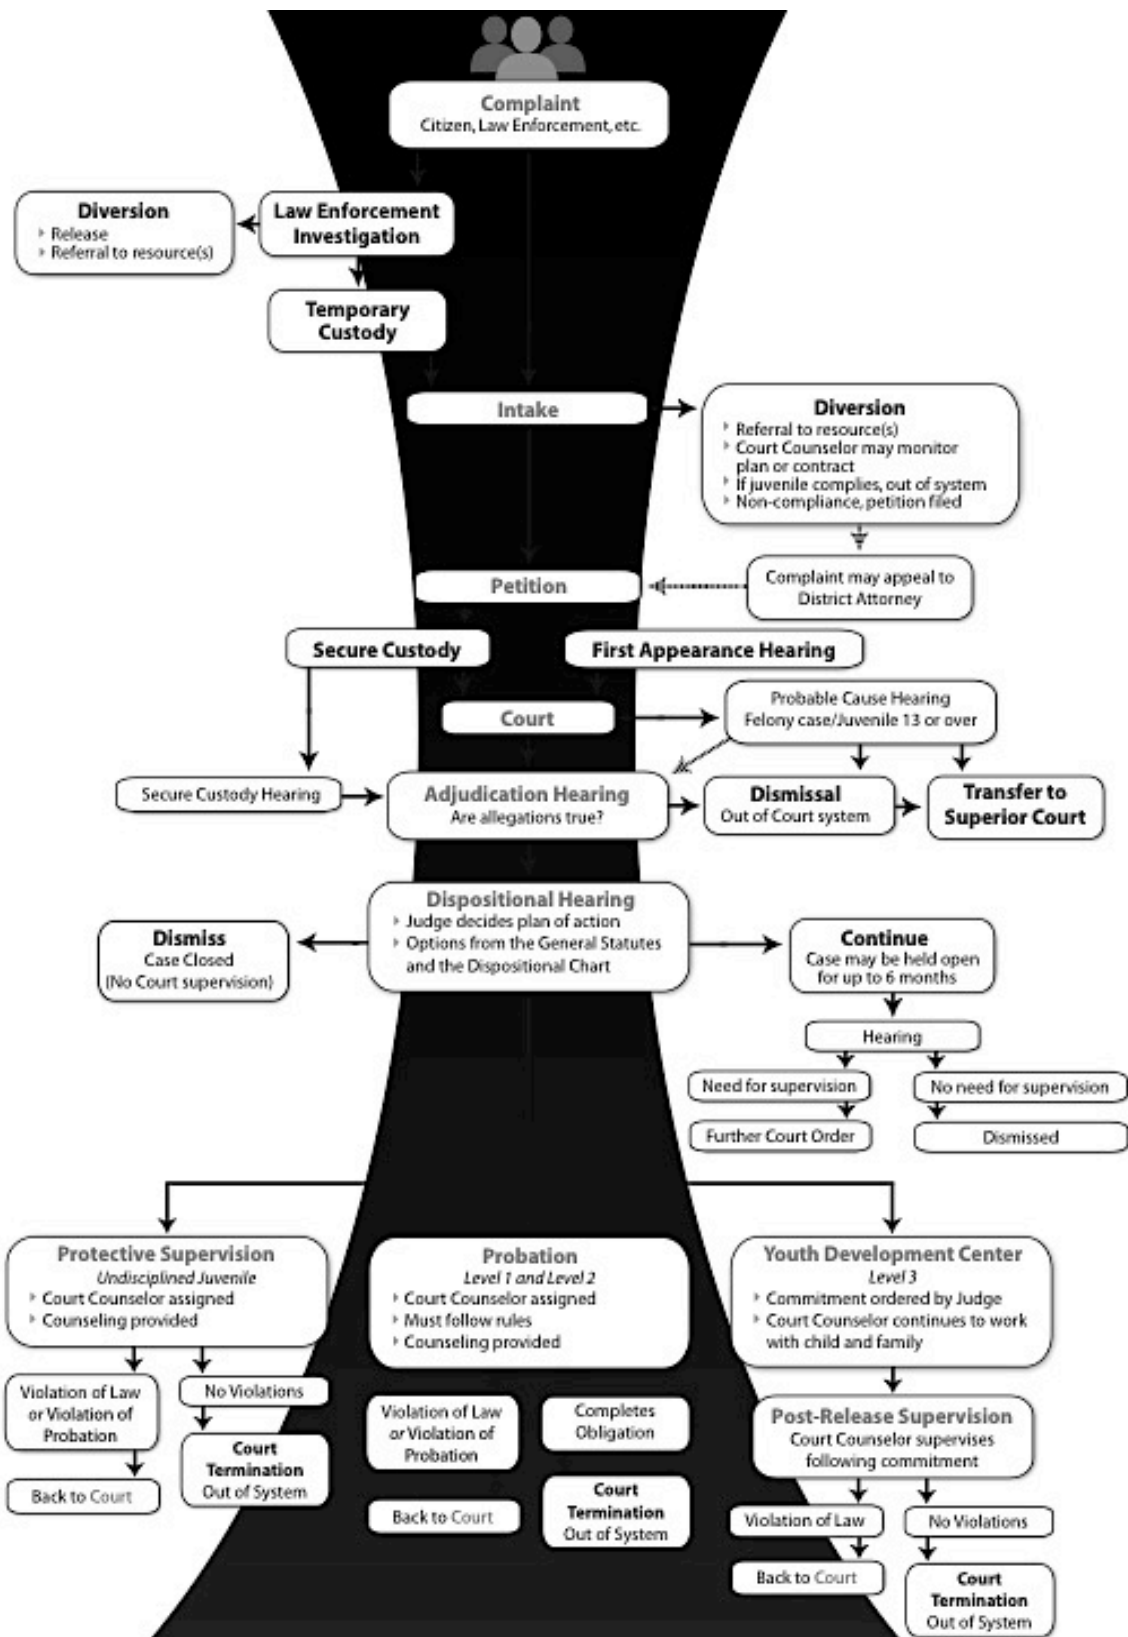 Complaint
Citizen, Law Enforcement, etc.
Diversion
Release
Referral to resource(s)
Law Enforcement
Investigation
Temporary
Custody
Intake
Diversion
Referral to resource(s)
Court Counselor may monitor
plan or contract
If juvenile complies, out of system
Non-compliance, petition filed
Petition
Complaint may appeal to
District Attorney
Secure Custody
First Appearance Hearing
Court
Probable Cause Hearing
Felony case/Juvenile 13 or over
Secure Custody Hearing
Adjudication Hearing
Are allegations true?
Dismissal
Out of Court system
Transfer to
Superior Court
Dispositional Hearing
Judge decides plan of action
Options from the General Statutes
and the Dispositional Chart
Dismiss
Case Closed
(No Court supervision)
Continue
Case may be held open
for up to 6 months
Hearing
Need for supervision
No need for supervision
Further Court Order
Dismissed
Protective Supervision
Undisciplined Juvenile
Court Counselor assigned
Counseling provided
Violation of Law
or Violation of
Probation
No Violations
Back to Court
Court
Termination
Out of System
Probation
Level 1 and Level 2
Court Counselor assigned
Must follow rules
Counseling provided
Violation of Law
or Violation of
Probation
Completes
Obligation
Back to Court
Court
Termination
Out of System
Youth Development Center
Level 3
Commitment ordered by Judge
Court Counselor continues to work
with child and family
Post-Release Supervision
Court Counselor supervises
following commitment
Violation of Law
No Violations
Back to Court
Court
Termination
Out of System